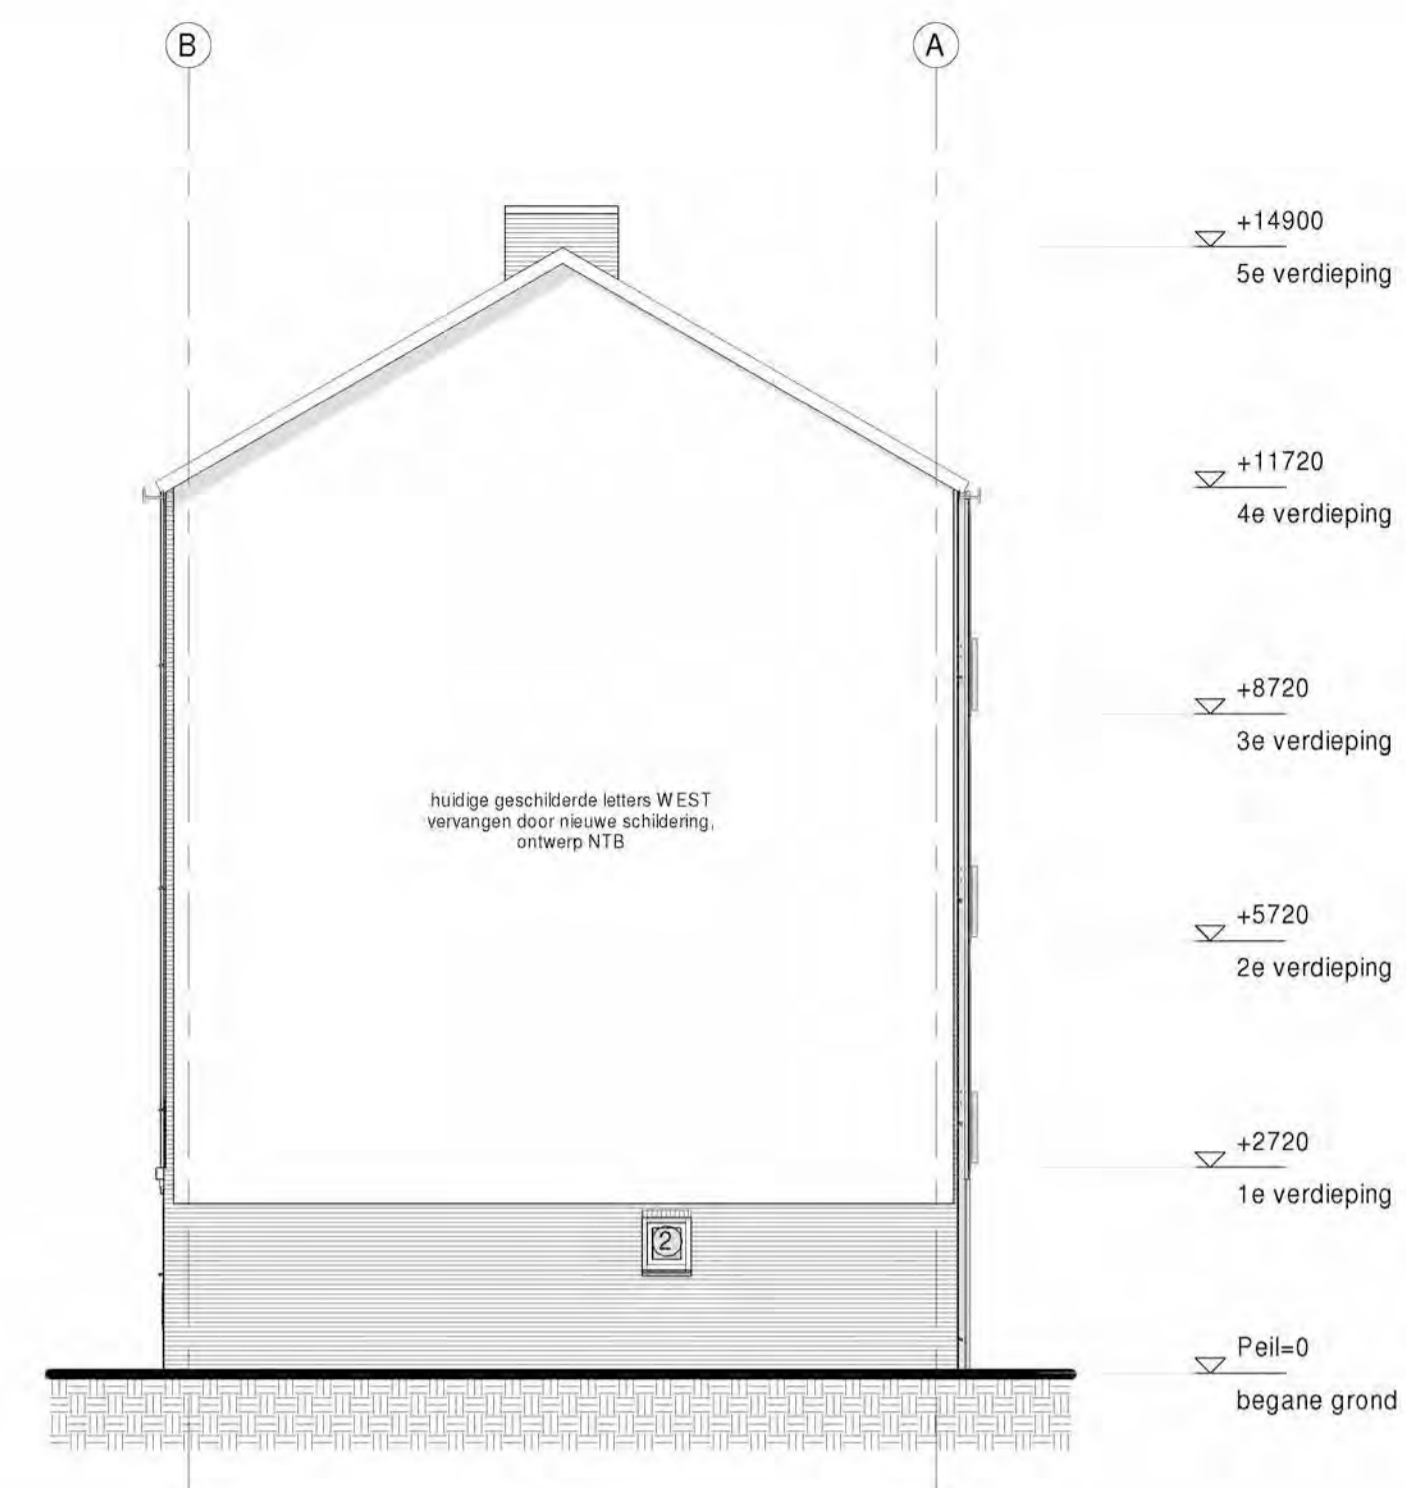 B
A
+14900
5e verdieping
+11720
4e verdieping
+8720
3e verdieping
huidige geschilderde letters WEST
vervangen door nieuwe schildering,
ontwerp NTB
+5720
2e verdieping
+2720
1e verdieping
2
Peil=0
begane grond